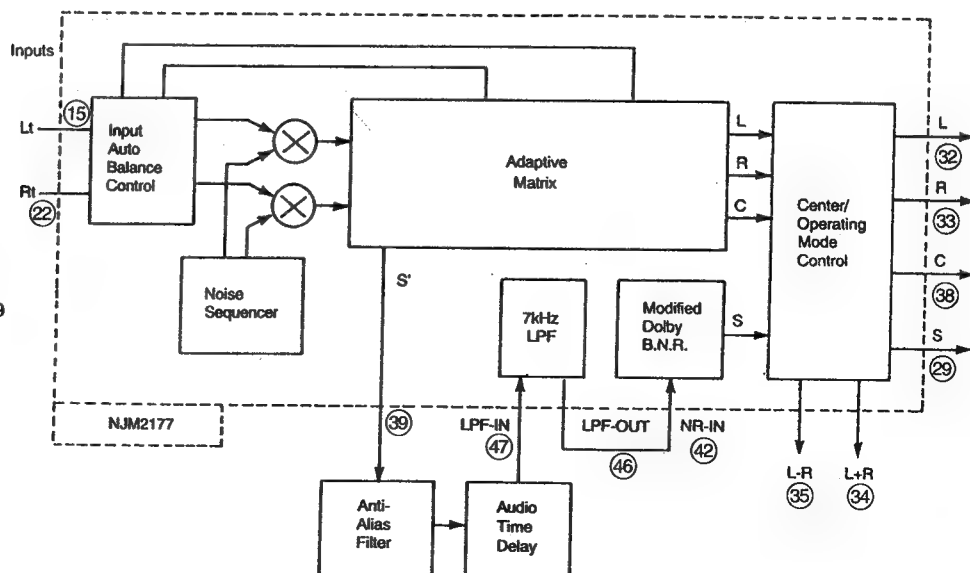 Inputs
Lt
15
Rt
22
Input
Auto
Balance
Control
Noise
Sequencer
Adaptive
Matrix
S'
L
R
C
7kHz
LPF
Modified
Dolby
B.N.R.
S
Center/
Operating
Mode
Control
L
32
R
33
C
38
S
29
9
NJM2177
39
LPF-IN
47
LPF-OUT
46
NR-IN
42
L-R
35
L+R
34
Anti-
Alias
Filter
Audio
Time
Delay